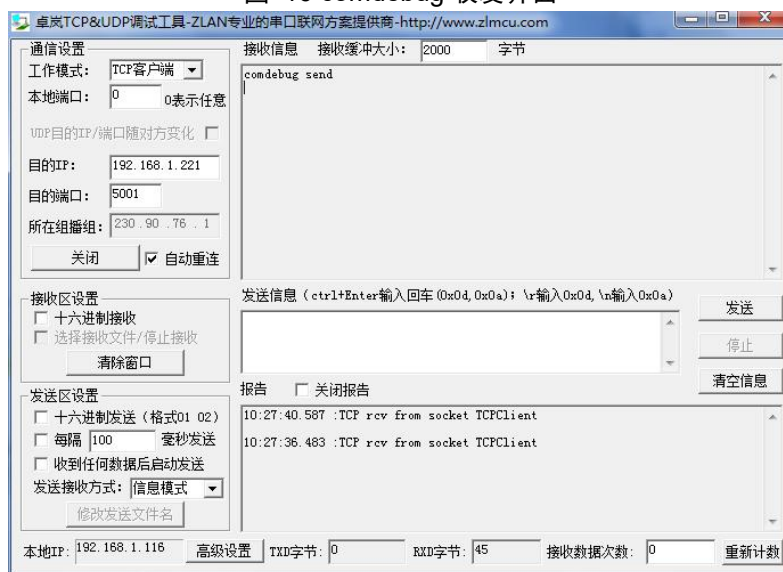 卓岚TCP&UDP调试工具-ZLAN专业的串口联网方案提供商-http://www.zlmcu.com
通信设置
工作模式： TCP客户端
本地端口： 0 0表示任意
UDP目的IP/端口随对方变化
目的IP： 192.168.1.221
目的端口： 5001
所在组播组： 230 .90 .76 .1
关闭 自动重连
接收区设置
十六进制接收
选择接收文件/停止接收
清除窗口
发送区设置
十六进制发送（格式01 02）
每隔 100 毫秒发送
收到任何数据后启动发送
发送接收方式： 信息模式
修改发送文件名
接收信息 接收缓冲大小： 2000 字节
comdebug send
发送信息（ctrl+Enter输入回车(0x0d,0x0a)；\r输入0x0d,\n输入0x0a）
发送
停止
清空信息
报告 关闭报告
10:27:40.587 :TCP rcv from socket TCPClient
10:27:36.483 :TCP rcv from socket TCPClient
本地IP: 192.168.1.116 高级设置 TXD字节: 0 RXD字节: 45 接收数据次数: 0 重新计数